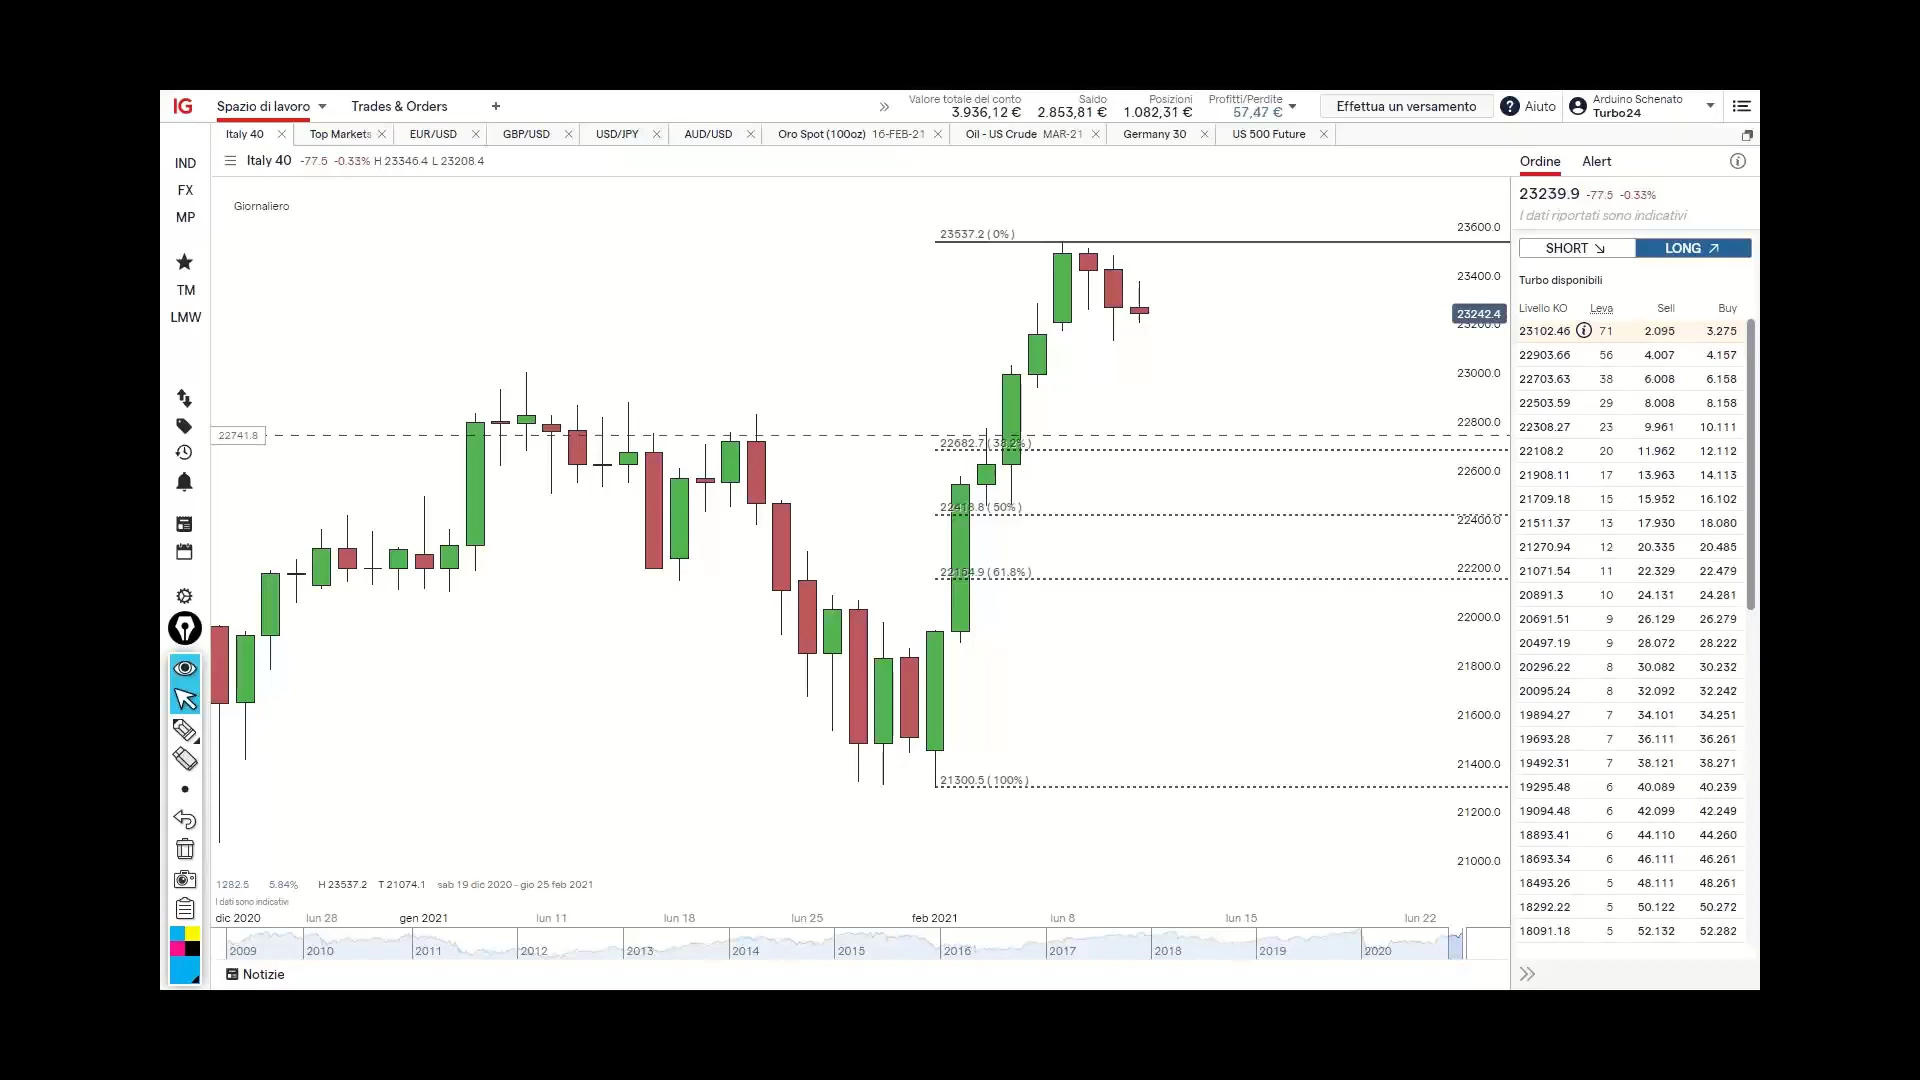 IG Spazio di lavoro Trades & Orders + Valore totale del conto 3.936,12 € Saldo 2.853,81 € Posizioni 1.082,31 € Profitti/Perdite 57,47 € Effettua un versamento ? Aiuto Arduino Schenato Turbo24
Italy 40 Top Markets EUR/USD GBP/USD USD/JPY AUD/USD Oro Spot (100oz) 16-FEB-21 Oil - US Crude MAR-21 Germany 30 US 500 Future
Italy 40 -77.5 -0.33% H 23346.4 L 23208.4
IND
FX
MP
TM
LMW
Giornaliero
23537.2 ( 0% )
22741.8
22682.7 ( 38.2% )
22418.8 ( 50% )
22154.9 ( 61.8% )
21300.5 ( 100% )
23600.0
23400.0
23242.4
23200.0
23000.0
22800.0
22600.0
22400.0
22200.0
22000.0
21800.0
21600.0
21400.0
21200.0
21000.0
1282.5 5.84% H 23537.2 T 21074.1 sab 19 dic 2020 - gio 25 feb 2021
I dati sono indicativi
dic 2020 lun 28 gen 2021 lun 11 lun 18 lun 25 feb 2021 lun 8 lun 15 lun 22
2009 2010 2011 2012 2013 2014 2015 2016 2017 2018 2019 2020
Notizie
Ordine Alert
23239.9 -77.5 -0.33%
I dati riportati sono indicativi
SHORT LONG
Turbo disponibili
Livello KO Leva Sell Buy
23102.46 71 2.095 3.275
22903.66 56 4.007 4.157
22703.63 38 6.008 6.158
22503.59 29 8.008 8.158
22308.27 23 9.961 10.111
22108.2 20 11.962 12.112
21908.11 17 13.963 14.113
21709.18 15 15.952 16.102
21511.37 13 17.930 18.080
21270.94 12 20.335 20.485
21071.54 11 22.329 22.479
20891.3 10 24.131 24.281
20691.51 9 26.129 26.279
20497.19 9 28.072 28.222
20296.22 8 30.082 30.232
20095.24 8 32.092 32.242
19894.27 7 34.101 34.251
19693.28 7 36.111 36.261
19492.31 7 38.121 38.271
19295.48 6 40.089 40.239
19094.48 6 42.099 42.249
18893.41 6 44.110 44.260
18693.34 6 46.111 46.261
18493.26 5 48.111 48.261
18292.22 5 50.122 50.272
18091.18 5 52.132 52.282